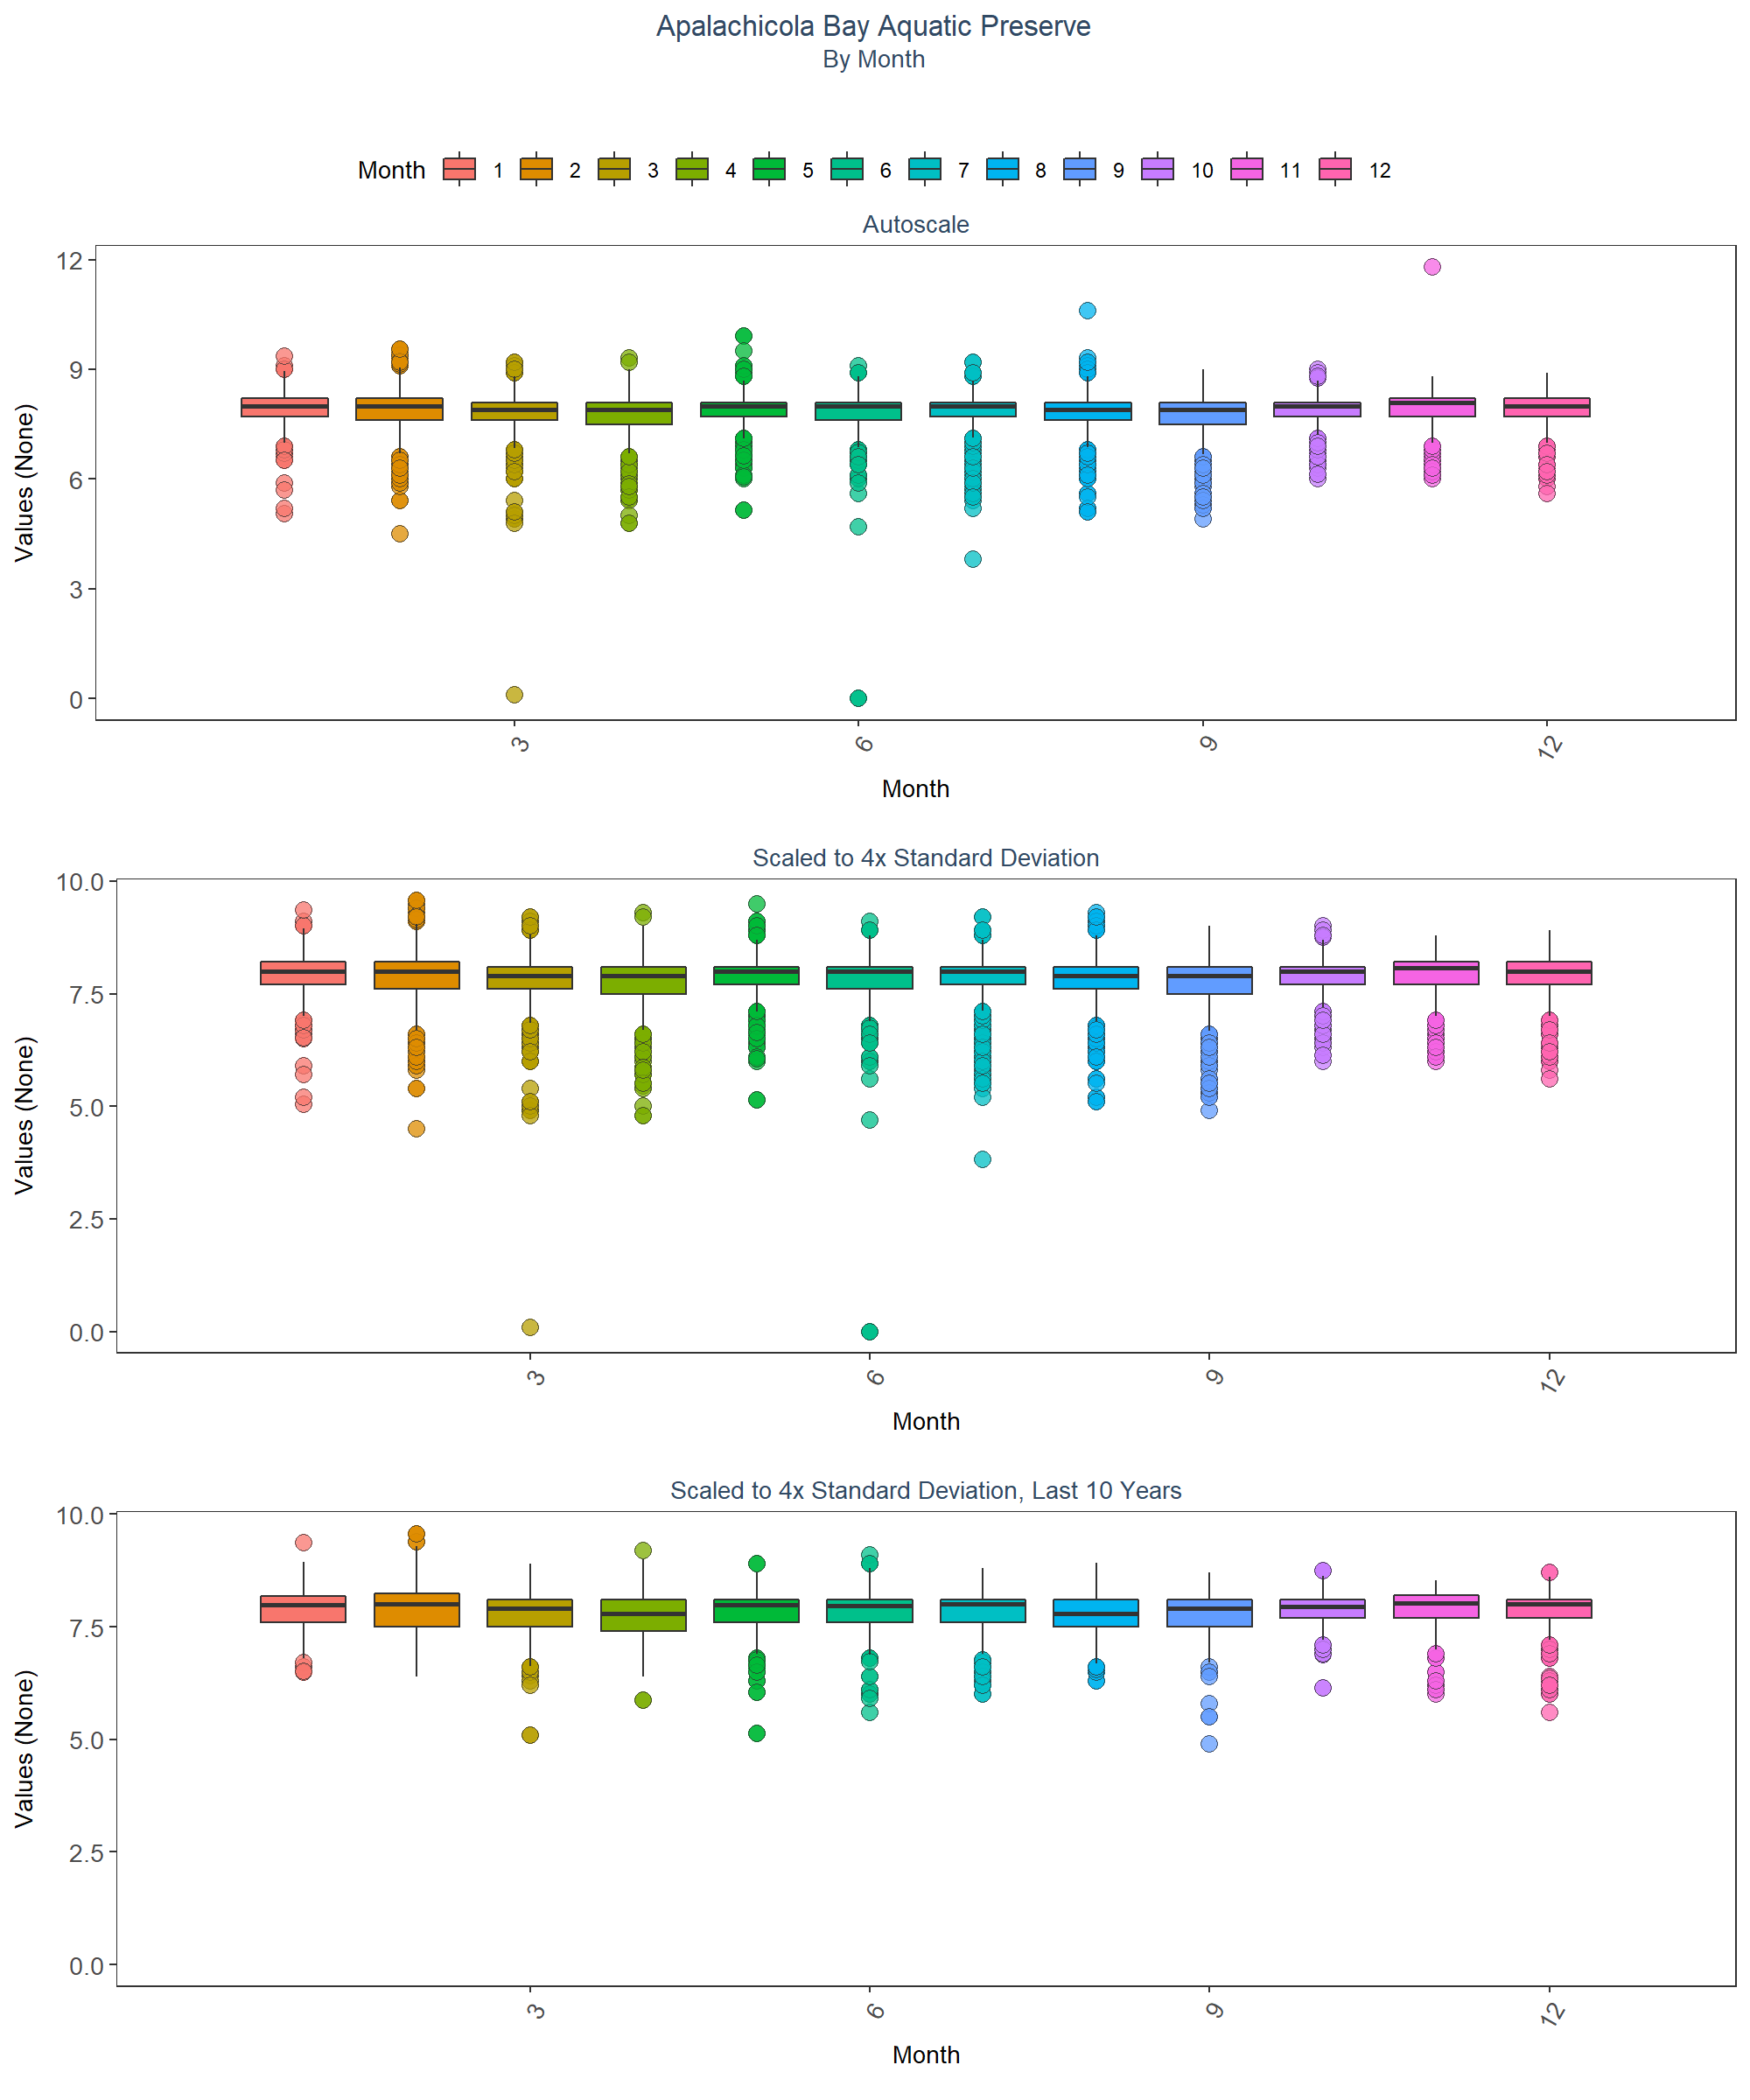 Apalachicola Bay Aquatic Preserve
By Month
Month 1 2 3 4 5 6 7 8 9 10 11 12
Autoscale
Values (None)
12
9
6
3
0
3 6 9 12
Month
Scaled to 4x Standard Deviation
Values (None)
10.0
7.5
5.0
2.5
0.0
3 6 9 12
Month
Scaled to 4x Standard Deviation, Last 10 Years
Values (None)
10.0
7.5
5.0
2.5
0.0
3 6 9 12
Month